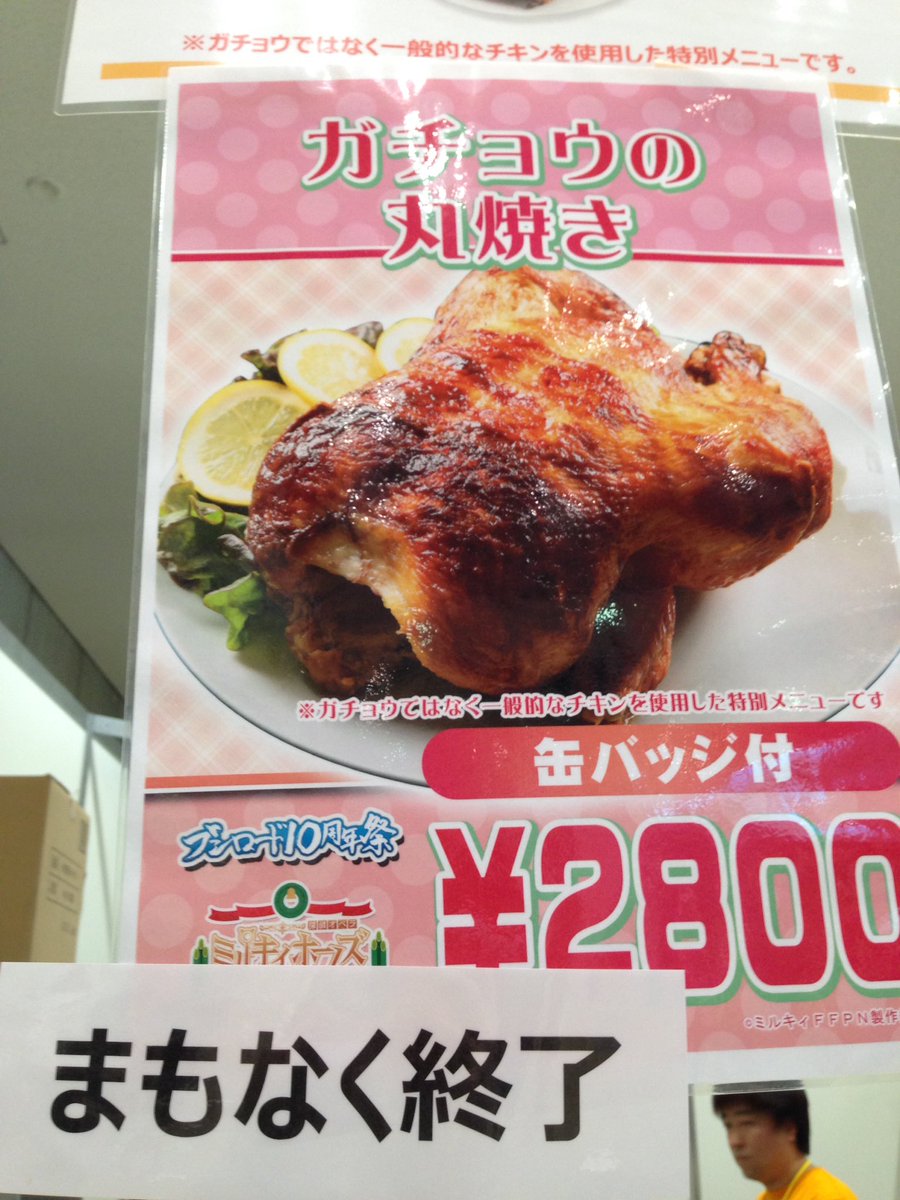 ※ガチョウではなく一般的なチキンを使用した特別メニューです。
ガチョウの
丸焼き
※ガチョウではなく一般的なチキンを使用した特別メニューです
缶バッジ付
ブシロード10周年祭
¥2800
探偵オペラ
ミルキィホームズ
©ミルキィFFPN製作
まもなく終了